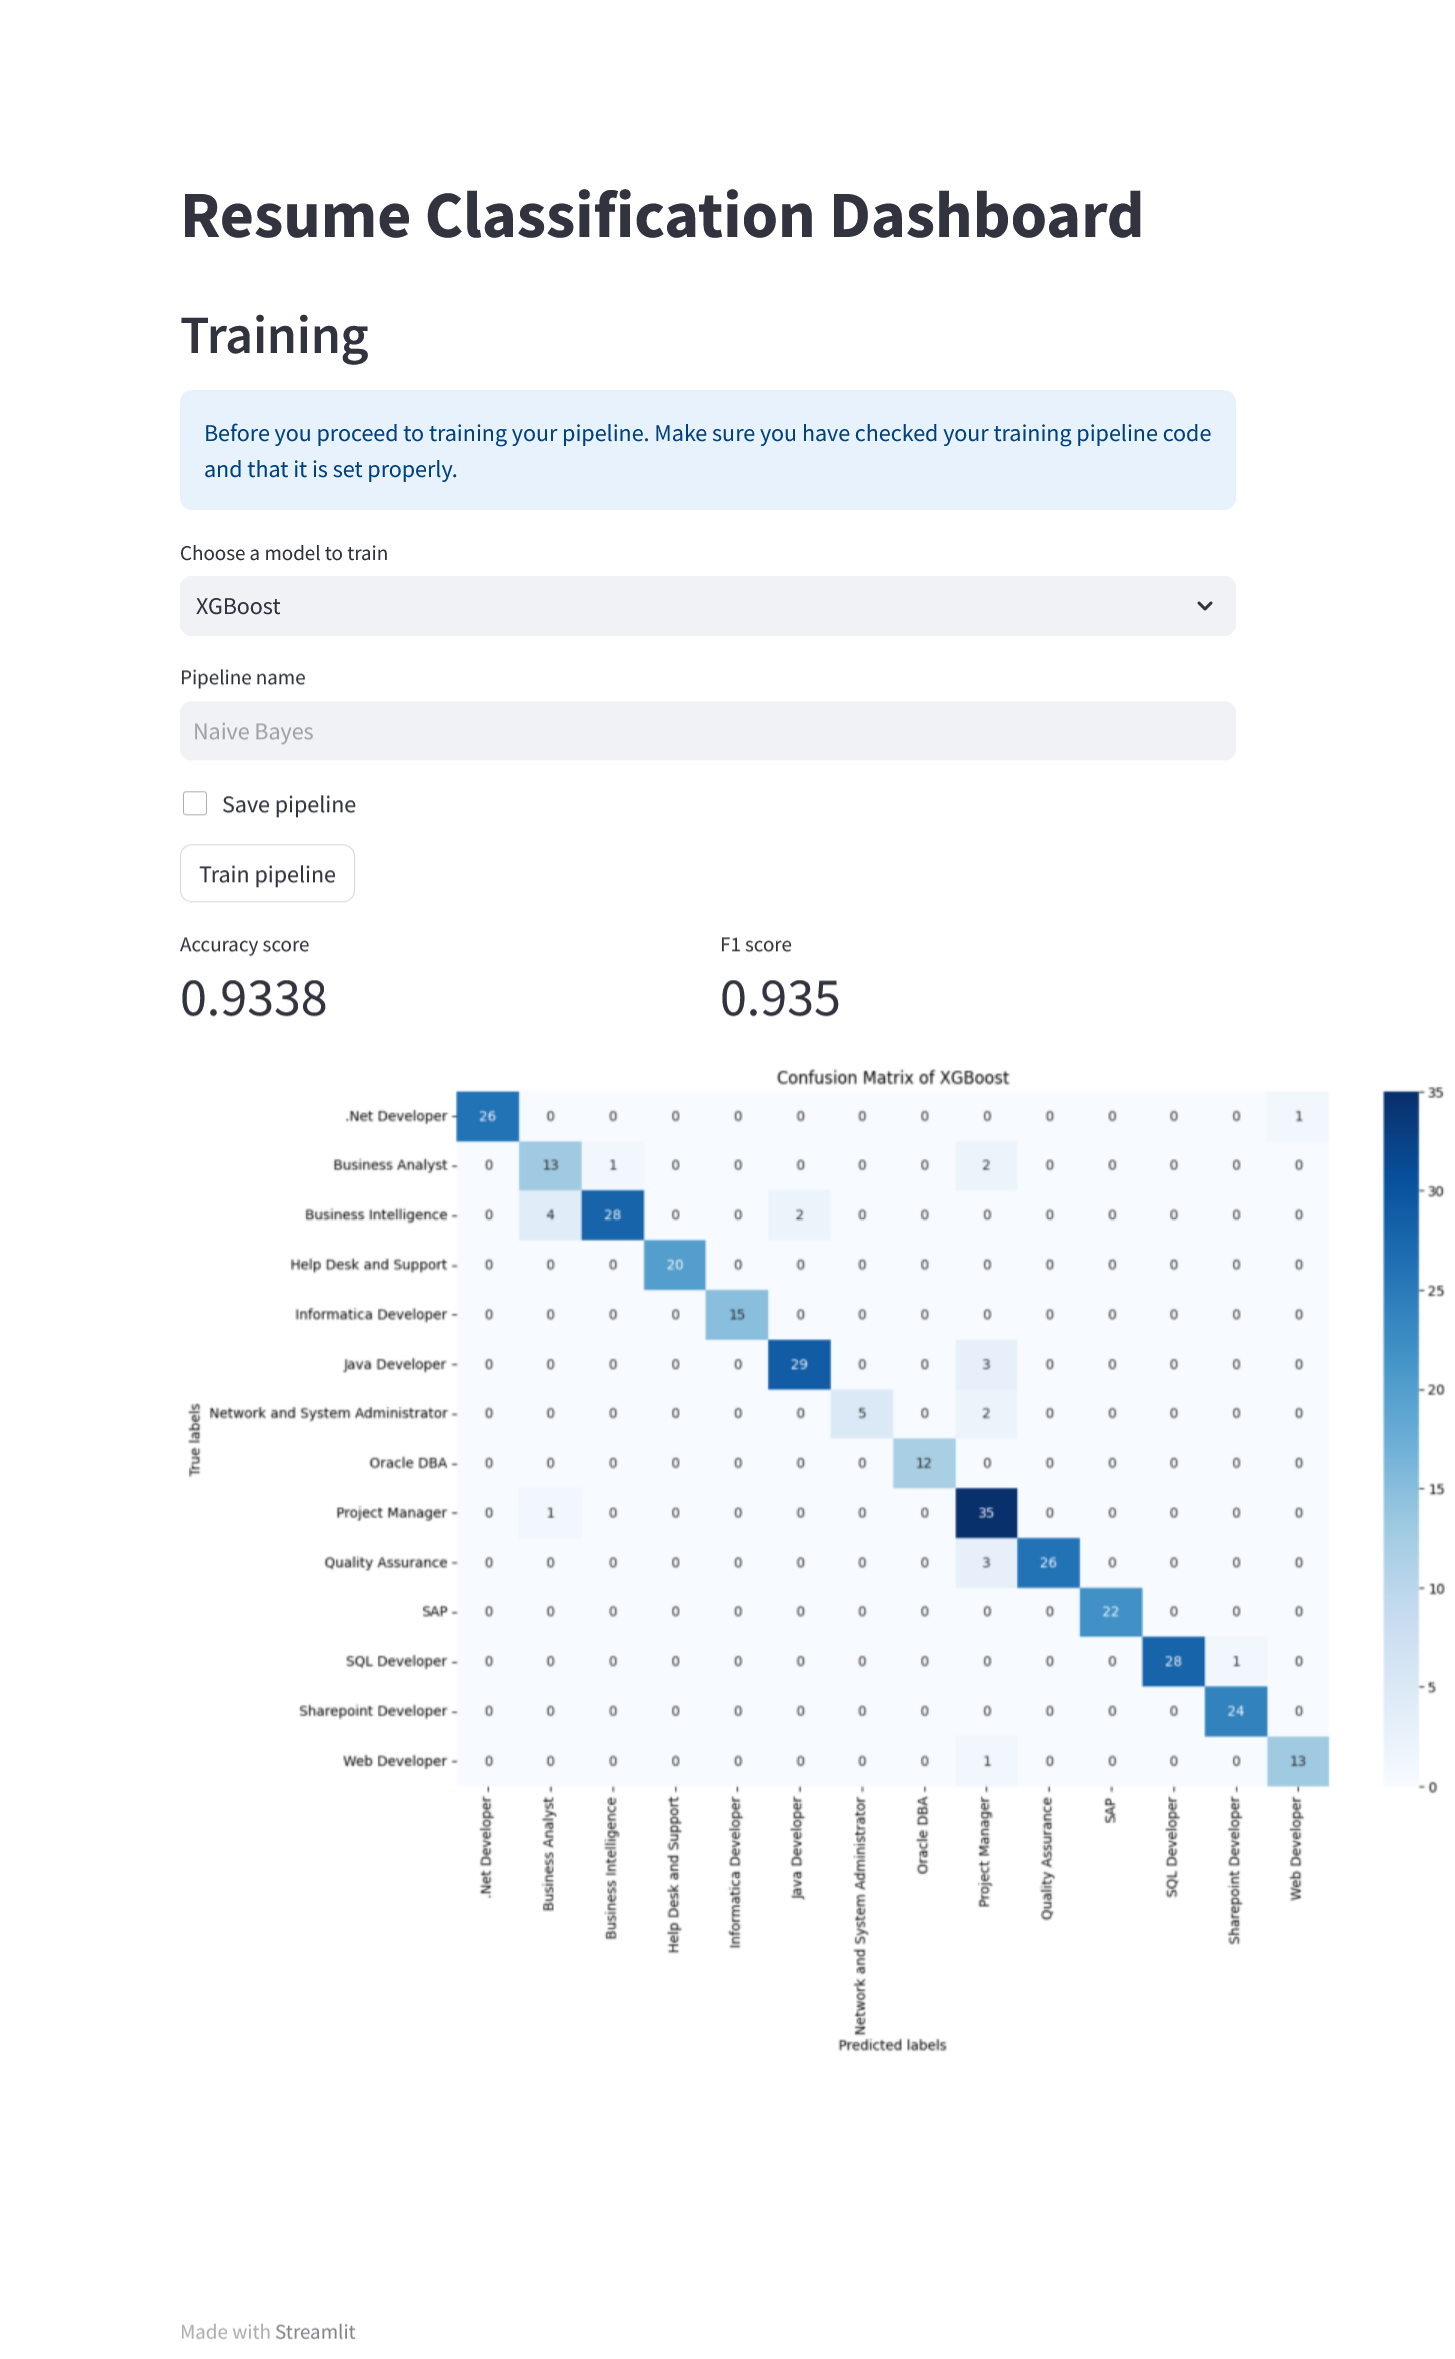 Resume Classification Dashboard
Training
Before you proceed to training your pipeline. Make sure you have checked your training pipeline code
and that it is set properly.
Choose a model to train
XGBoost
Pipeline name
Naive Bayes
Save pipeline
Train pipeline
Accuracy score F1 score
0.9338 0.935
Confusion Matrix of XGBoost
.Net Developer 26 0 0 0 0 0 0 0 0 0 0 0 0 1
Business Analyst 0 13 1 0 0 0 0 0 2 0 0 0 0 0
Business Intelligence 0 4 28 0 0 2 0 0 0 0 0 0 0 0
Help Desk and Support 0 0 0 20 0 0 0 0 0 0 0 0 0 0
Informatica Developer 0 0 0 0 15 0 0 0 0 0 0 0 0 0
Java Developer 0 0 0 0 0 29 0 0 3 0 0 0 0 0
Network and System Administrator 0 0 0 0 0 0 5 0 2 0 0 0 0 0
Oracle DBA 0 0 0 0 0 0 0 12 0 0 0 0 0 0
Project Manager 0 1 0 0 0 0 0 0 35 0 0 0 0 0
Quality Assurance 0 0 0 0 0 0 0 0 3 26 0 0 0 0
SAP 0 0 0 0 0 0 0 0 0 0 22 0 0 0
SQL Developer 0 0 0 0 0 0 0 0 0 0 0 28 1 0
Sharepoint Developer 0 0 0 0 0 0 0 0 0 0 0 0 24 0
Web Developer 0 0 0 0 0 0 0 0 1 0 0 0 0 13
True labels
.Net Developer
Business Analyst
Business Intelligence
Help Desk and Support
Informatica Developer
Java Developer
Network and System Administrator
Oracle DBA
Project Manager
Quality Assurance
SAP
SQL Developer
Sharepoint Developer
Web Developer
Predicted labels
35
30
25
20
15
10
5
0
Made with Streamlit